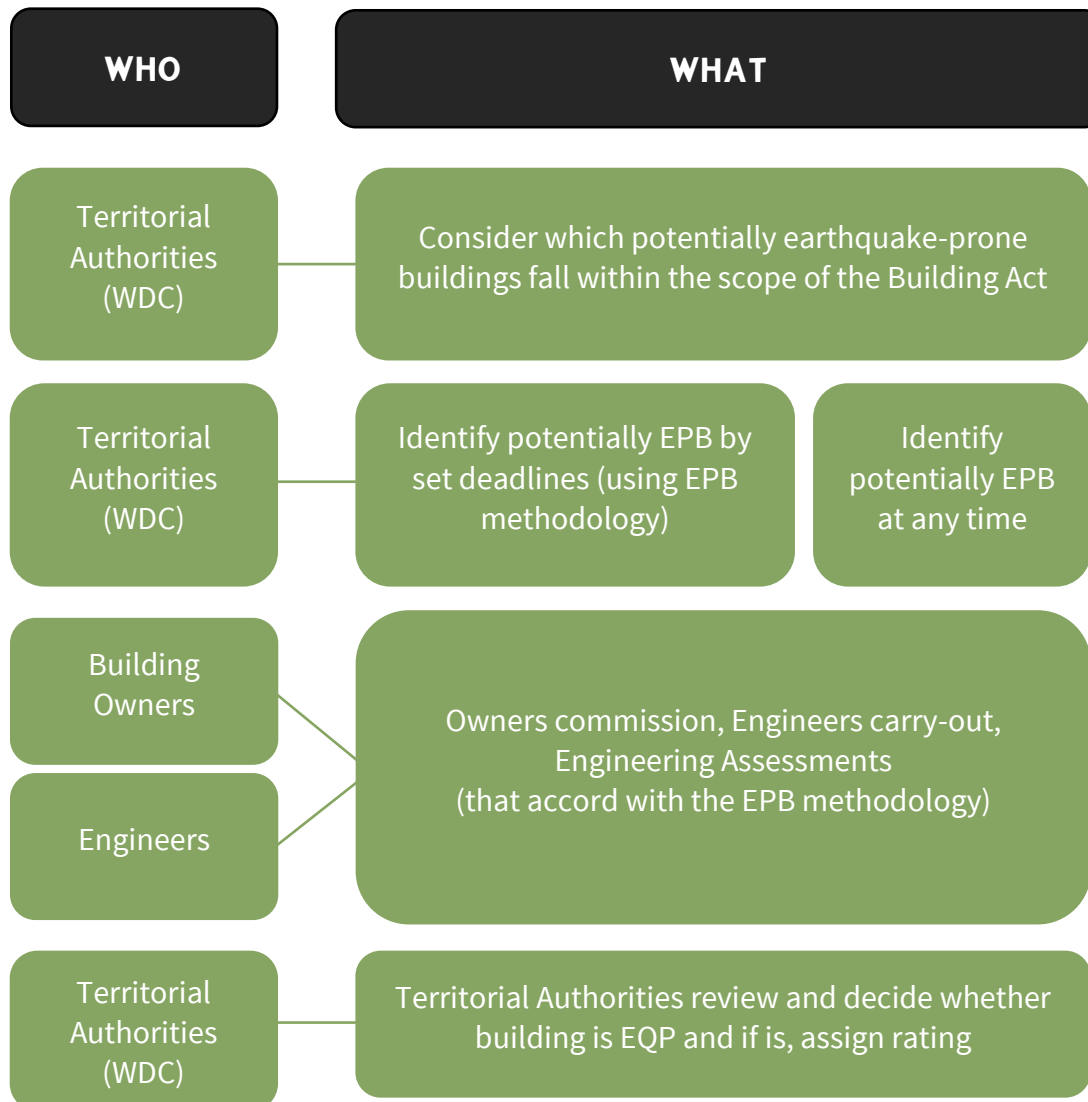 WHO
WHAT
Territorial
Authorities
(WDC)
Consider which potentially earthquake-prone
buildings fall within the scope of the Building Act
Territorial
Authorities
(WDC)
Identify potentially EPB by
set deadlines (using EPB
methodology)
Identify
potentially EPB
at any time
Building
Owners
Engineers
Owners commission, Engineers carry-out,
Engineering Assessments
(that accord with the EPB methodology)
Territorial
Authorities
(WDC)
Territorial Authorities review and decide whether
building is EQP and if is, assign rating